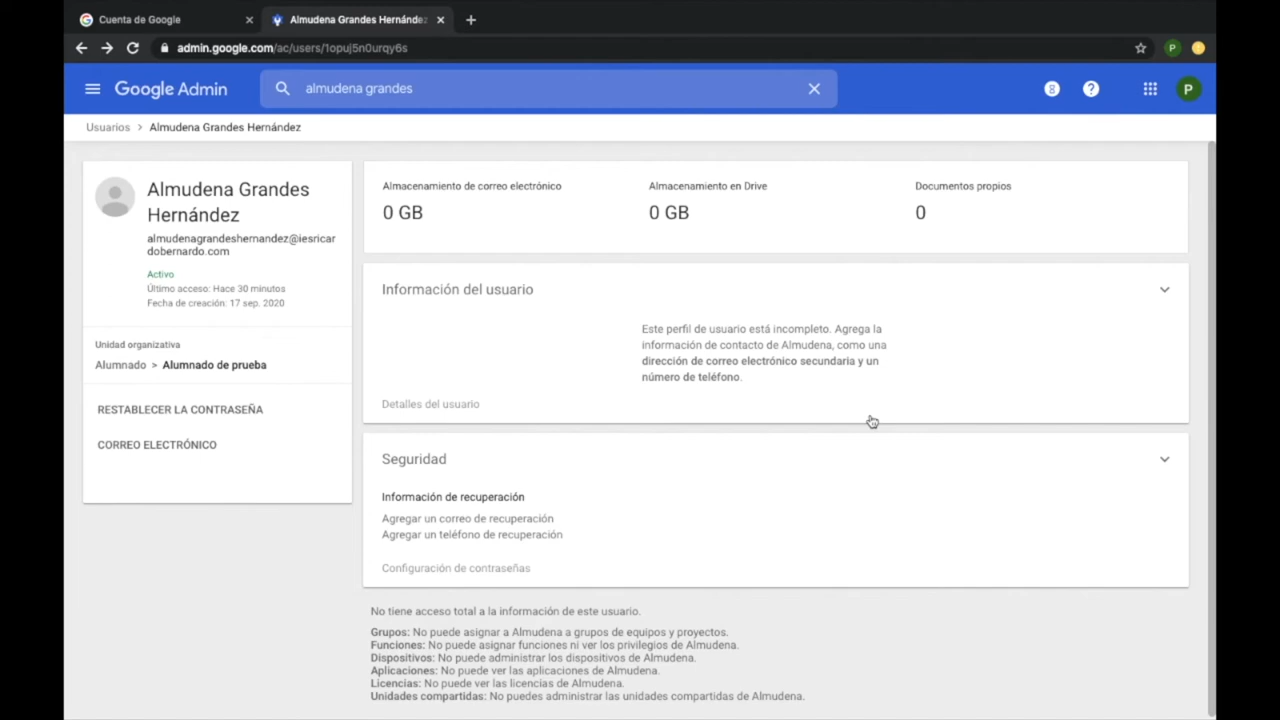 Cuenta de Google
Almudena Grandes Hernández
admin.google.com/ac/users/1opuj5n0urqy6s
P
Google Admin
almudena grandes
P
Usuarios > Almudena Grandes Hernández
Almudena Grandes
Hernández
almudenagrandeshernandez@iesricar
dobernardo.com
Activo
Último acceso: Hace 30 minutos
Fecha de creación: 17 sep. 2020
Unidad organizativa
Alumnado > Alumnado de prueba
RESTABLECER LA CONTRASEÑA
CORREO ELECTRÓNICO
Almacenamiento de correo electrónico
0 GB
Almacenamiento en Drive
0 GB
Documentos propios
0
Información del usuario
Este perfil de usuario está incompleto. Agrega la
información de contacto de Almudena, como una
dirección de correo electrónico secundaria y un
número de teléfono.
Detalles del usuario
Seguridad
Información de recuperación
Agregar un correo de recuperación
Agregar un teléfono de recuperación
Configuración de contraseñas
No tiene acceso total a la información de este usuario.
Grupos: No puede asignar a Almudena a grupos de equipos y proyectos.
Funciones: No puede asignar funciones ni ver los privilegios de Almudena.
Dispositivos: No puede administrar los dispositivos de Almudena.
Aplicaciones: No puede ver las aplicaciones de Almudena.
Licencias: No puede ver las licencias de Almudena.
Unidades compartidas: No puedes administrar las unidades compartidas de Almudena.